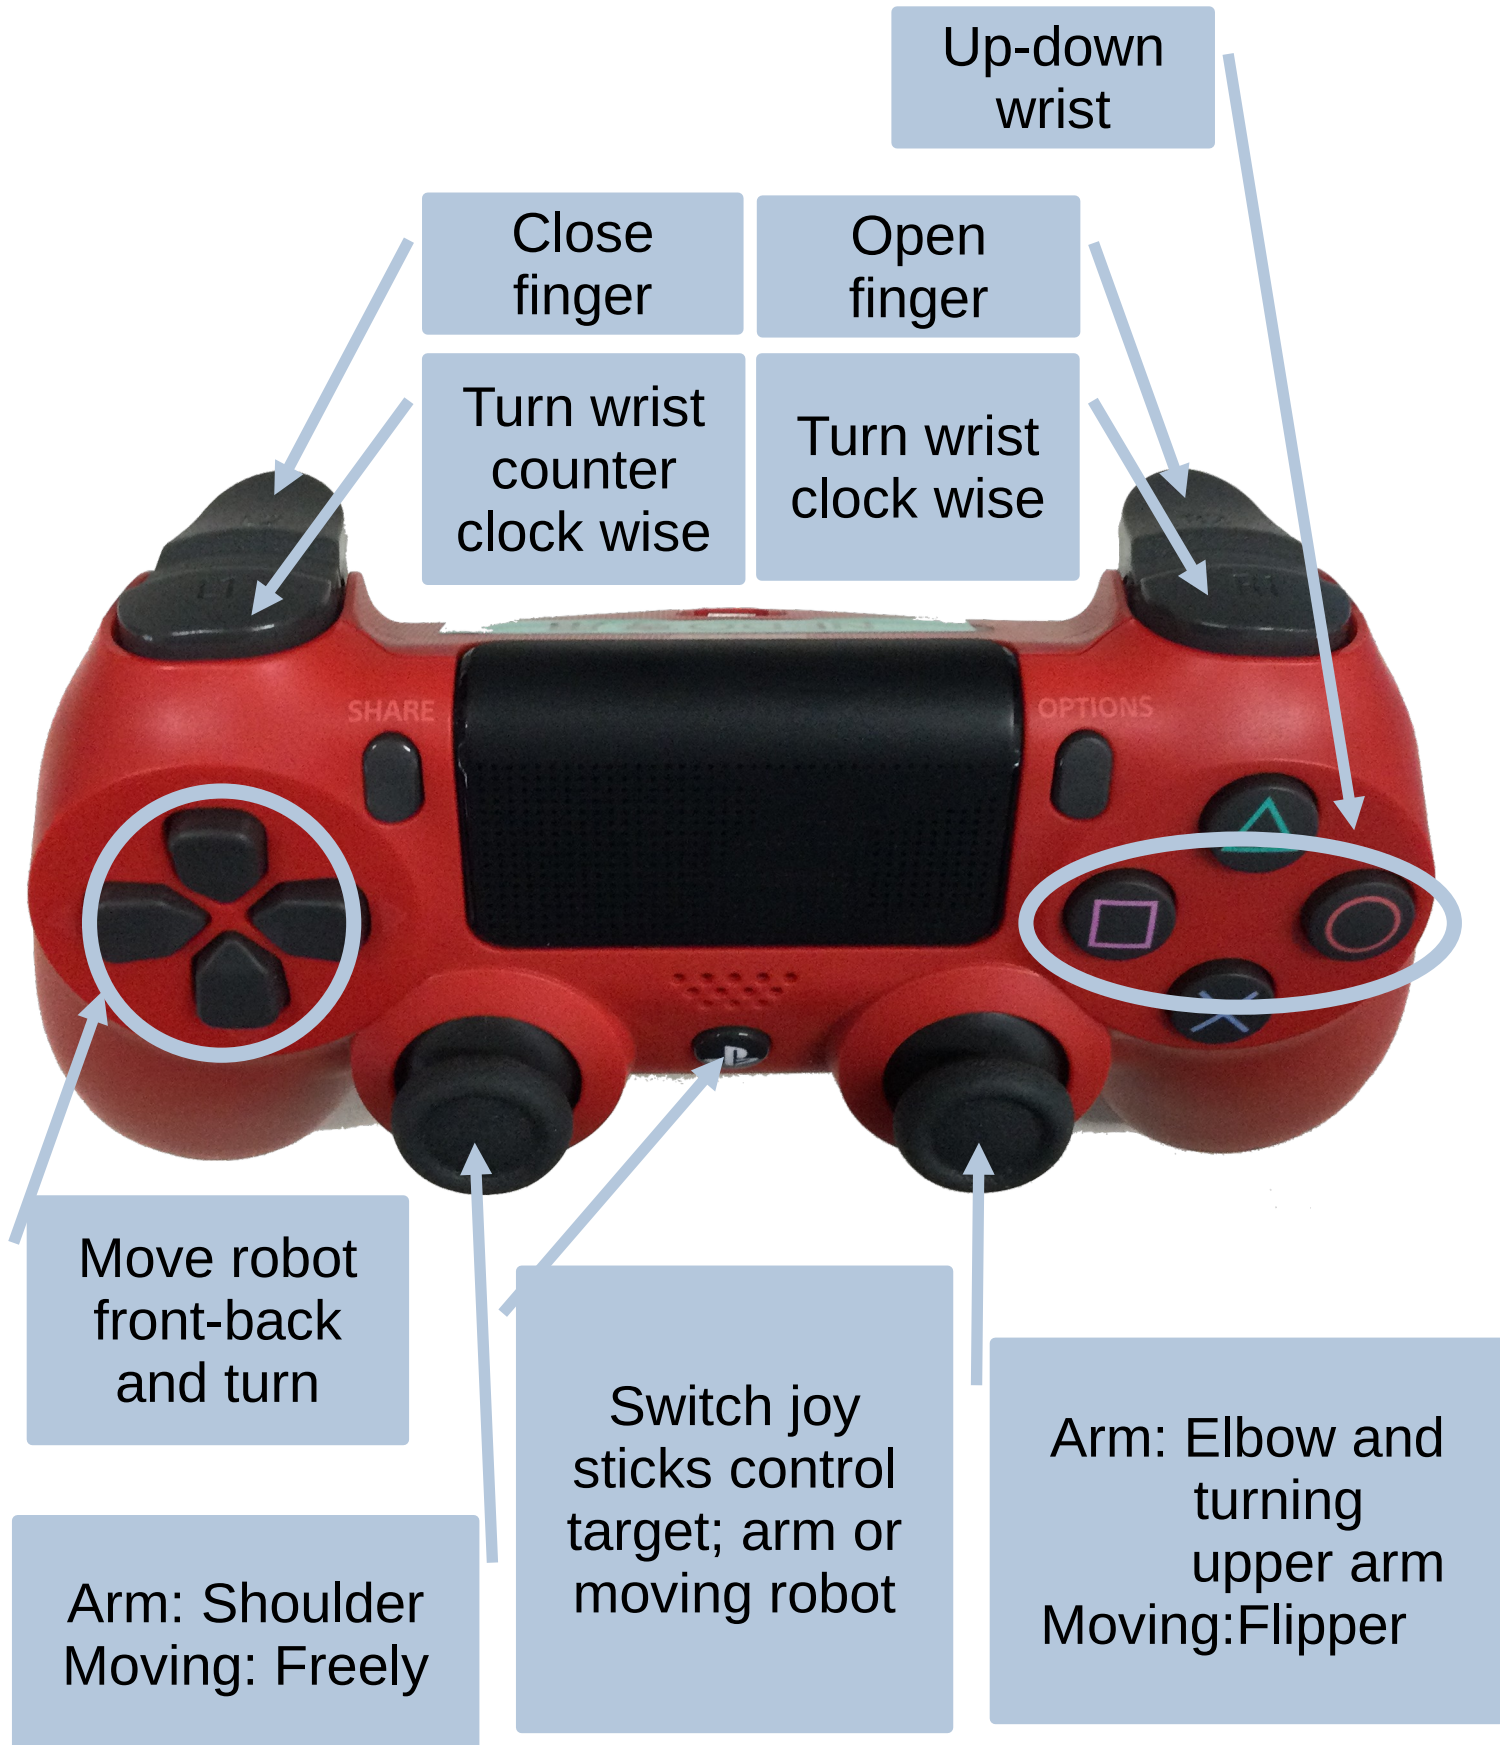 Up-down
wrist
Close
finger
Open
finger
Turn wrist
counter
clock wise
Turn wrist
clock wise
L1
R1
SHARE
OPTIONS
Move robot
front-back
and turn
Switch joy
sticks control
target; arm or
moving robot
Arm: Elbow and
turning
upper arm
Moving:Flipper
Arm: Shoulder
Moving: Freely